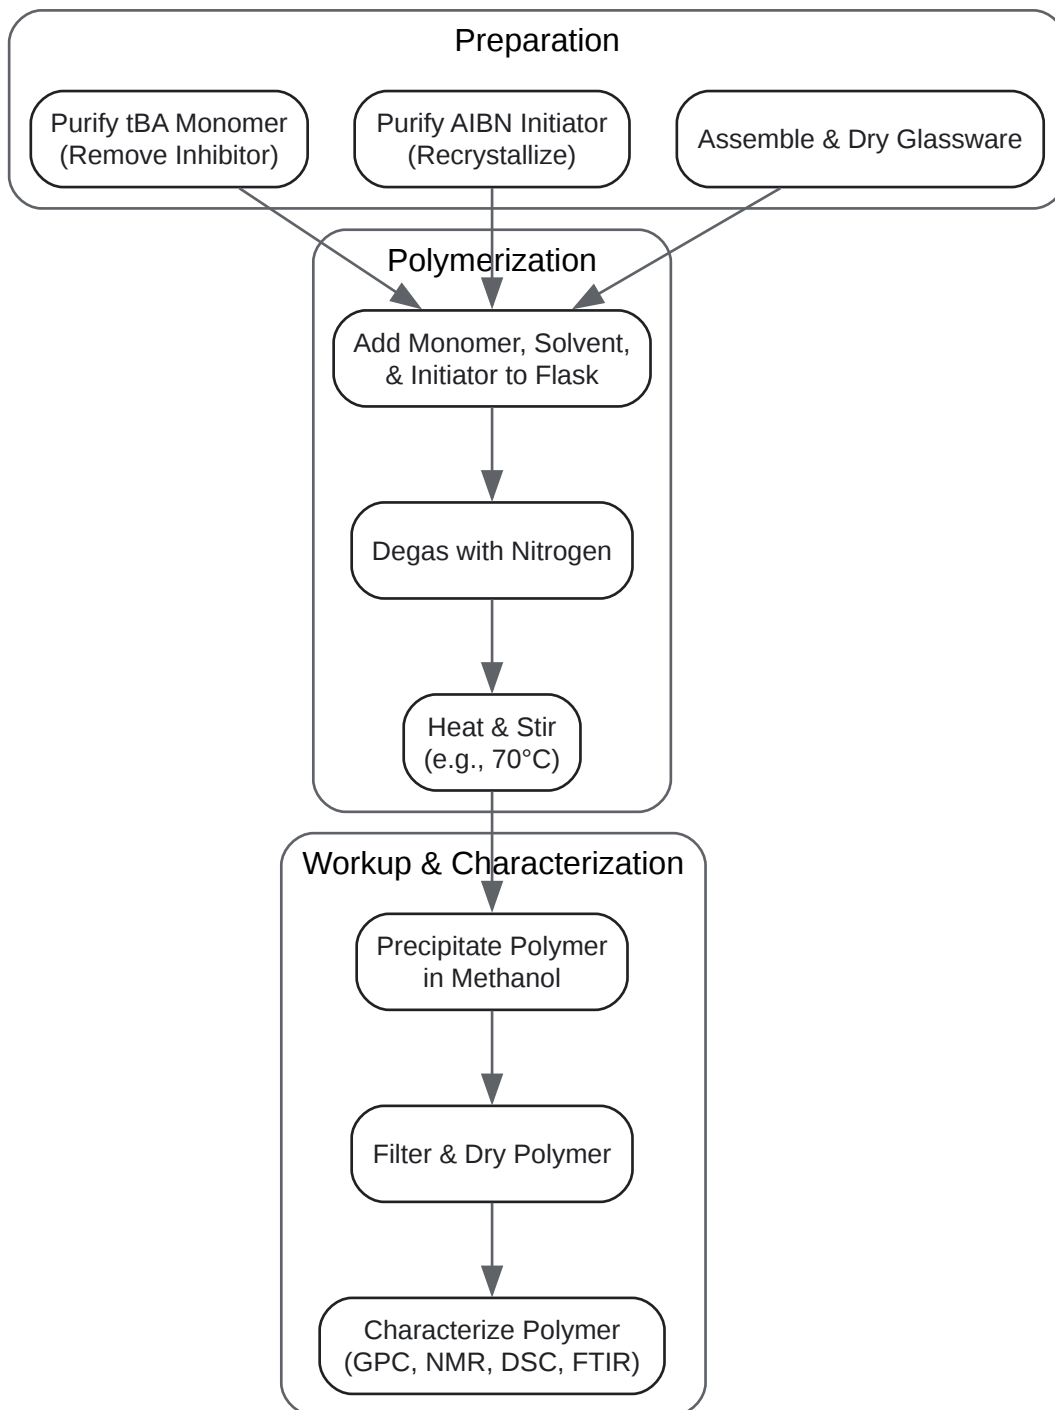 Preparation
Purify tBA Monomer
(Remove Inhibitor)
Purify AIBN Initiator
(Recrystallize)
Assemble & Dry Glassware
Polymerization
Add Monomer, Solvent,
& Initiator to Flask
Degas with Nitrogen
Heat & Stir
(e.g., 70°C)
Workup & Characterization
Precipitate Polymer
in Methanol
Filter & Dry Polymer
Characterize Polymer
(GPC, NMR, DSC, FTIR)